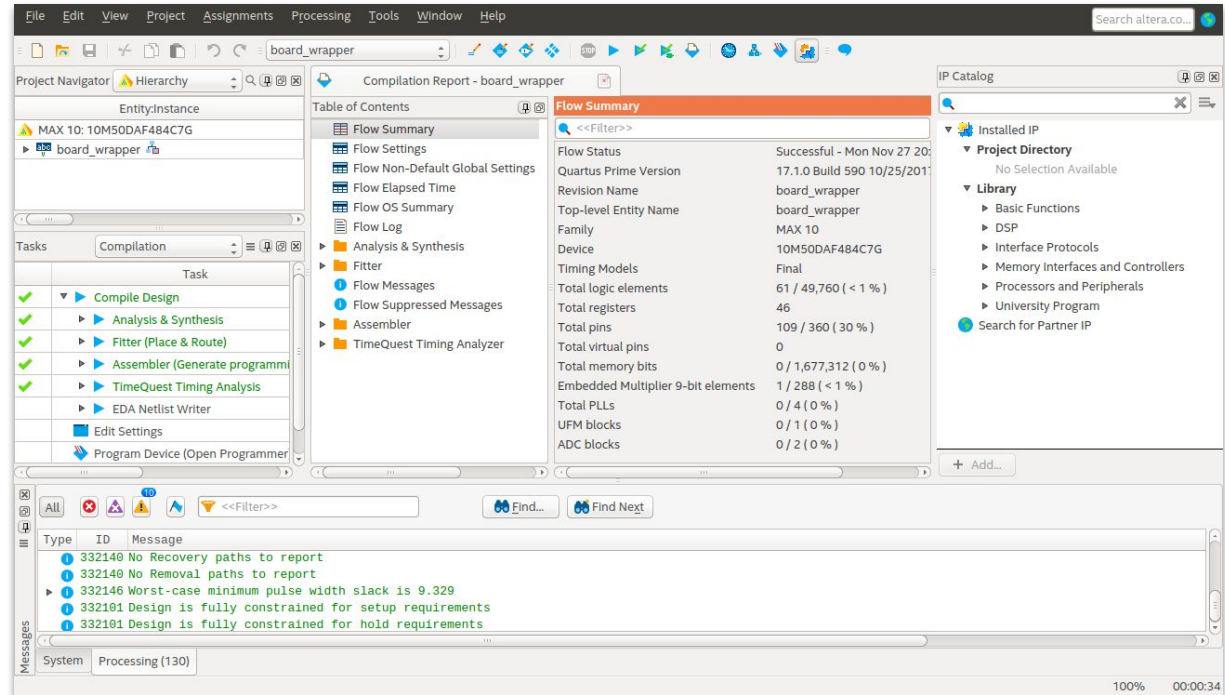 File Edit View Project Assignments Processing Tools Window Help
Search altera.co...
board_wrapper
STOP
Project Navigator
Hierarchy
Entity:Instance
MAX 10: 10M50DAF484C7G
abc
board_wrapper
Tasks
Compilation
Task
Compile Design
Analysis & Synthesis
Fitter (Place & Route)
Assembler (Generate programmi
TimeQuest Timing Analysis
EDA Netlist Writer
Edit Settings
Program Device (Open Programmer
Compilation Report - board_wrapper
Table of Contents
Flow Summary
Flow Settings
Flow Non-Default Global Settings
Flow Elapsed Time
Flow OS Summary
Flow Log
Analysis & Synthesis
Fitter
Flow Messages
Flow Suppressed Messages
Assembler
TimeQuest Timing Analyzer
Flow Summary
<<Filter>>
Flow Status Successful - Mon Nov 27 20:
Quartus Prime Version 17.1.0 Build 590 10/25/201
Revision Name board_wrapper
Top-level Entity Name board_wrapper
Family MAX 10
Device 10M50DAF484C7G
Timing Models Final
Total logic elements 61 / 49,760 ( < 1 % )
Total registers 46
Total pins 109 / 360 ( 30 % )
Total virtual pins 0
Total memory bits 0 / 1,677,312 ( 0 % )
Embedded Multiplier 9-bit elements 1 / 288 ( < 1 % )
Total PLLs 0 / 4 ( 0 % )
UFM blocks 0 / 1 ( 0 % )
ADC blocks 0 / 2 ( 0 % )
IP Catalog
Installed IP
Project Directory
No Selection Available
Library
Basic Functions
DSP
Interface Protocols
Memory Interfaces and Controllers
Processors and Peripherals
University Program
Search for Partner IP
+ Add...
All
10
<<Filter>>
Find...
Find Next
Type ID Message
332140 No Recovery paths to report
332140 No Removal paths to report
332146 Worst-case minimum pulse width slack is 9.329
332101 Design is fully constrained for setup requirements
332101 Design is fully constrained for hold requirements
Messages
System Processing (130)
100% 00:00:34